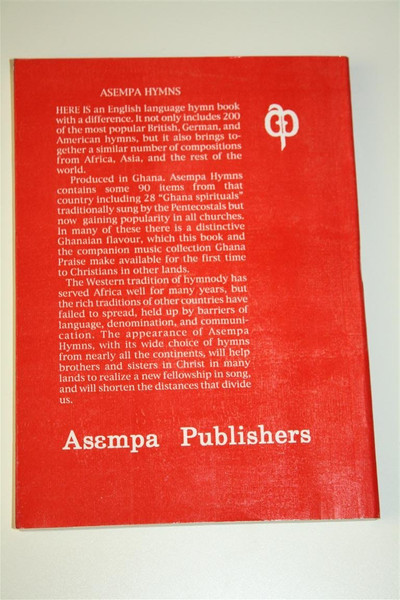 ASEMPA HYMNS
HERE IS an English language hymn book
with a difference. It not only includes 200
of the most popular British, German, and
American hymns, but it also brings to-
gether a similar number of compositions
from Africa, Asia, and the rest of the
world.
Produced in Ghana. Asempa Hymns
contains some 90 items from that
country including 28 "Ghana spirituals"
traditionally sung by the Pentecostals but
now gaining popularity in all churches.
In many of these there is a distinctive
Ghanaian flavour, which this book and
the companion music collection Ghana
Praise make available for the first time
to Christians in other lands.
The Western tradition of hymnody has
served Africa well for many years, but
the rich traditions of other countries have
failed to spread, held up by barriers of
language, denomination, and communi-
cation. The appearance of Asempa
Hymns, with its wide choice of hymns
from nearly all the continents, will help
brothers and sisters in Christ in many
lands to realize a new fellowship in song,
and will shorten the distances that divide
us.
Asɛmpa Publishers